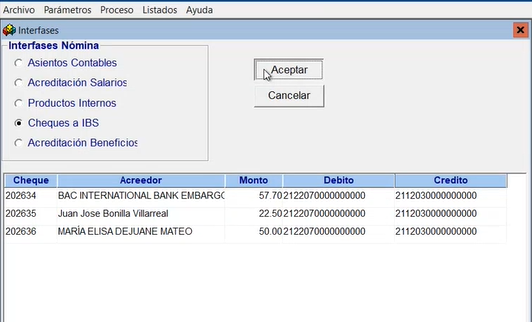 Archivo Parámetros Proceso Listados Ayuda
Interfases
Interfases Nómina
Asientos Contables
Acreditación Salarios
Productos Internos
Cheques a IBS
Acreditación Beneficios
Aceptar
Cancelar
Cheque Acreedor Monto Debito Credito
202634 BAC INTERNATIONAL BANK EMBARGO 57.70 2122070000000000 2112030000000000
202635 Juan Jose Bonilla Villarreal 22.50 2122070000000000 2112030000000000
202636 MARÍA ELISA DEJUANE MATEO 50.00 2122070000000000 2112030000000000